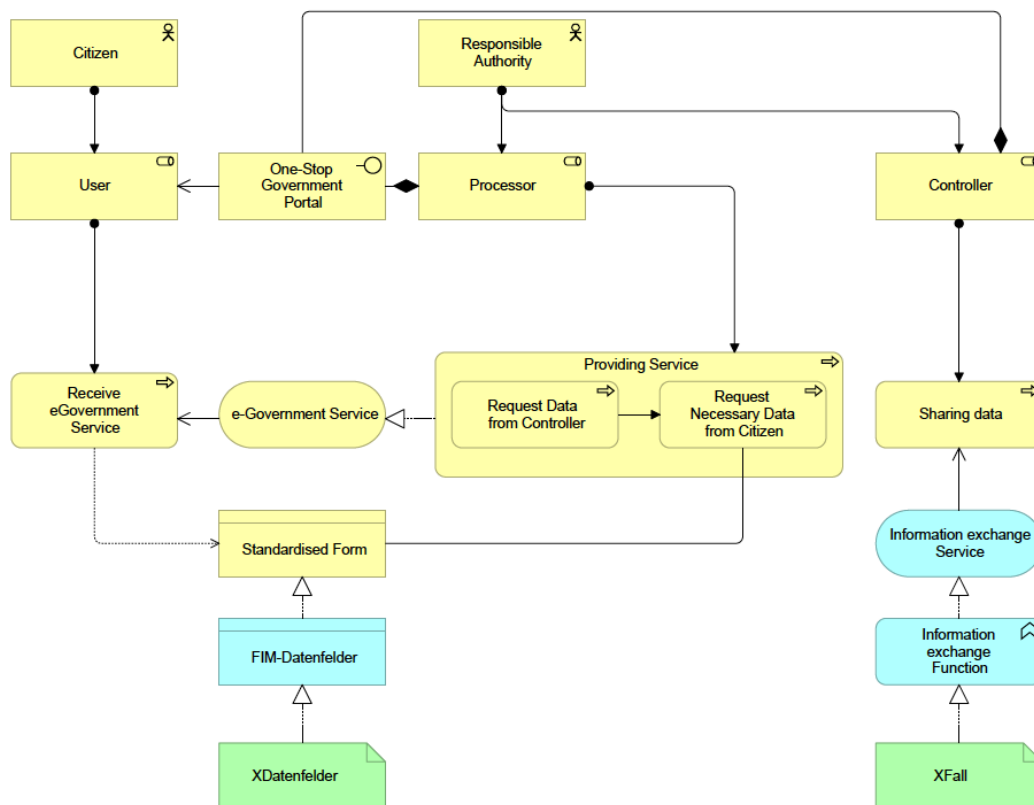 Citizen
Responsible
Authority
User
One-Stop
Government
Portal
Processor
Controller
Providing Service
Receive
eGovernment
Service
e-Government Service
Request Data
from Controller
Request
Necessary Data
from Citizen
Sharing data
Standardised Form
Information exchange
Service
FIM-Datenfelder
Information
exchange
Function
XDatenfelder
XFall